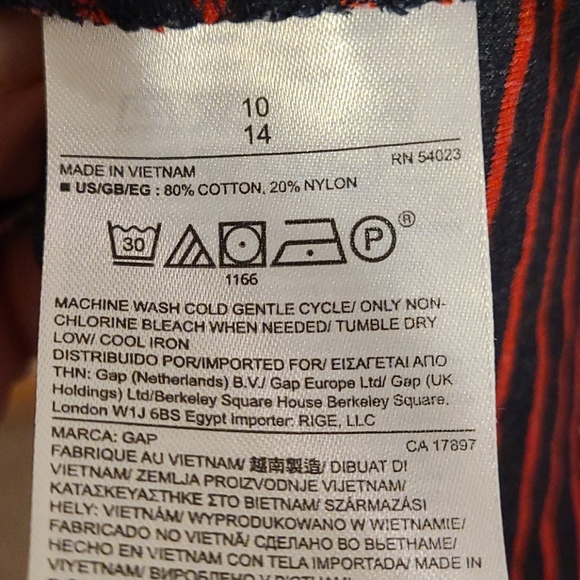 10
14
RN 54023
MADE IN VIETNAM
■ US/GB/EG : 80% COTTON, 20% NYLON
30 P ®
1166
MACHINE WASH COLD GENTLE CYCLE/ ONLY NON-
CHLORINE BLEACH WHEN NEEDED/ TUMBLE DRY
LOW/ COOL IRON
DISTRIBUIDO POR/IMPORTED FOR/ ΕΙΣΑΓΕΤΑΙ ΑΠΟ
ΤΗΝ: Gap (Netherlands) B.V./ Gap Europe Ltd/ Gap (UK
Holdings) Ltd/Berkeley Square House Berkeley Square,
London W1J 6BS Egypt importer: RIGE, LLC
MARCA: GAP
CA 17897
FABRIQUE AU VIETNAM/ 越南製造/ DIBUAT DI
VIETNAM/ ZEMLJA PROIZVODNJE VIJETNAM/
ΚΑΤΑΣΚΕΥΑΣΤΗΚΕ ΣΤΟ ΒΙΕΤΝΑΜ/ SZÁRMAZÁSI
HELY: VIETNÁM/ WYPRODUKOWANO W WIETNAMIE/
FABRICADO NO VIETNÃ/ СДЕЛАНО ВО ВЬЕТНАМЕ/
HECHO EN VIETNAM CON TELA IMPORTADA/ MADE IN
VIYETNAM/